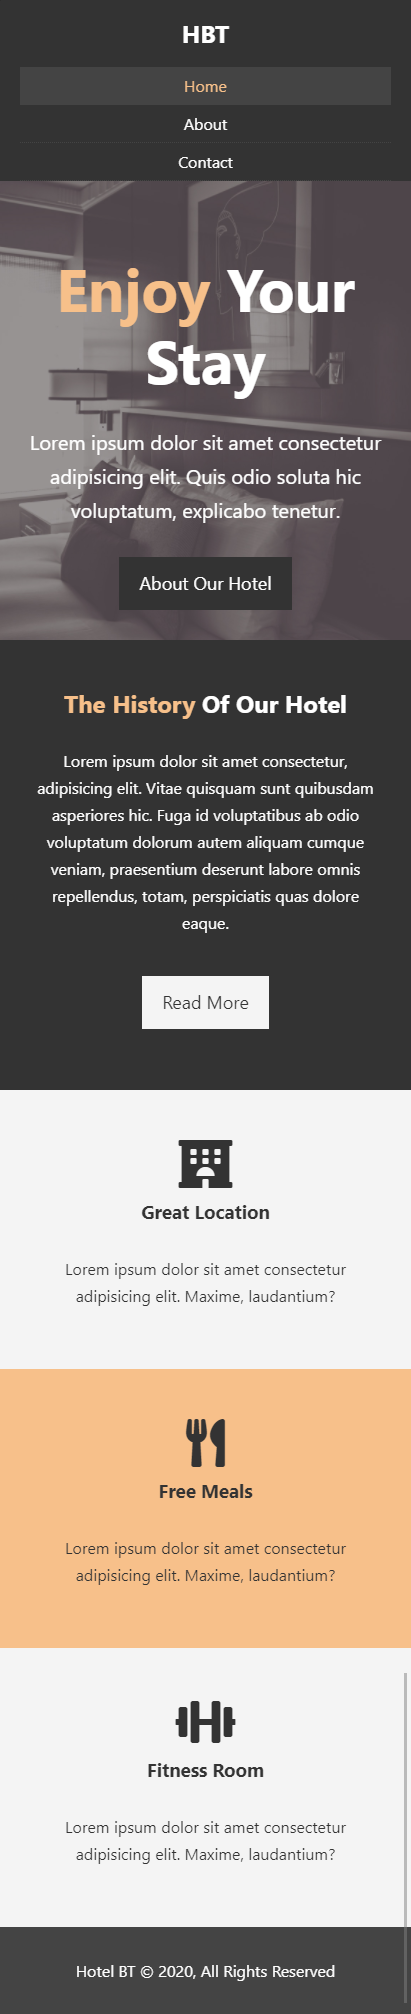 HBT
Home
About
Contact
Enjoy Your
Stay
Lorem ipsum dolor sit amet consectetur
adipisicing elit. Quis odio soluta hic
voluptatum, explicabo tenetur.
About Our Hotel
The History Of Our Hotel
Lorem ipsum dolor sit amet consectetur,
adipisicing elit. Vitae quisquam sunt quibusdam
asperiores hic. Fuga id voluptatibus ab odio
voluptatum dolorum autem aliquam cumque
veniam, praesentium deserunt labore omnis
repellendus, totam, perspiciatis quas dolore
eaque.
Read More
Great Location
Lorem ipsum dolor sit amet consectetur
adipisicing elit. Maxime, laudantium?
Free Meals
Lorem ipsum dolor sit amet consectetur
adipisicing elit. Maxime, laudantium?
Fitness Room
Lorem ipsum dolor sit amet consectetur
adipisicing elit. Maxime, laudantium?
Hotel BT © 2020, All Rights Reserved